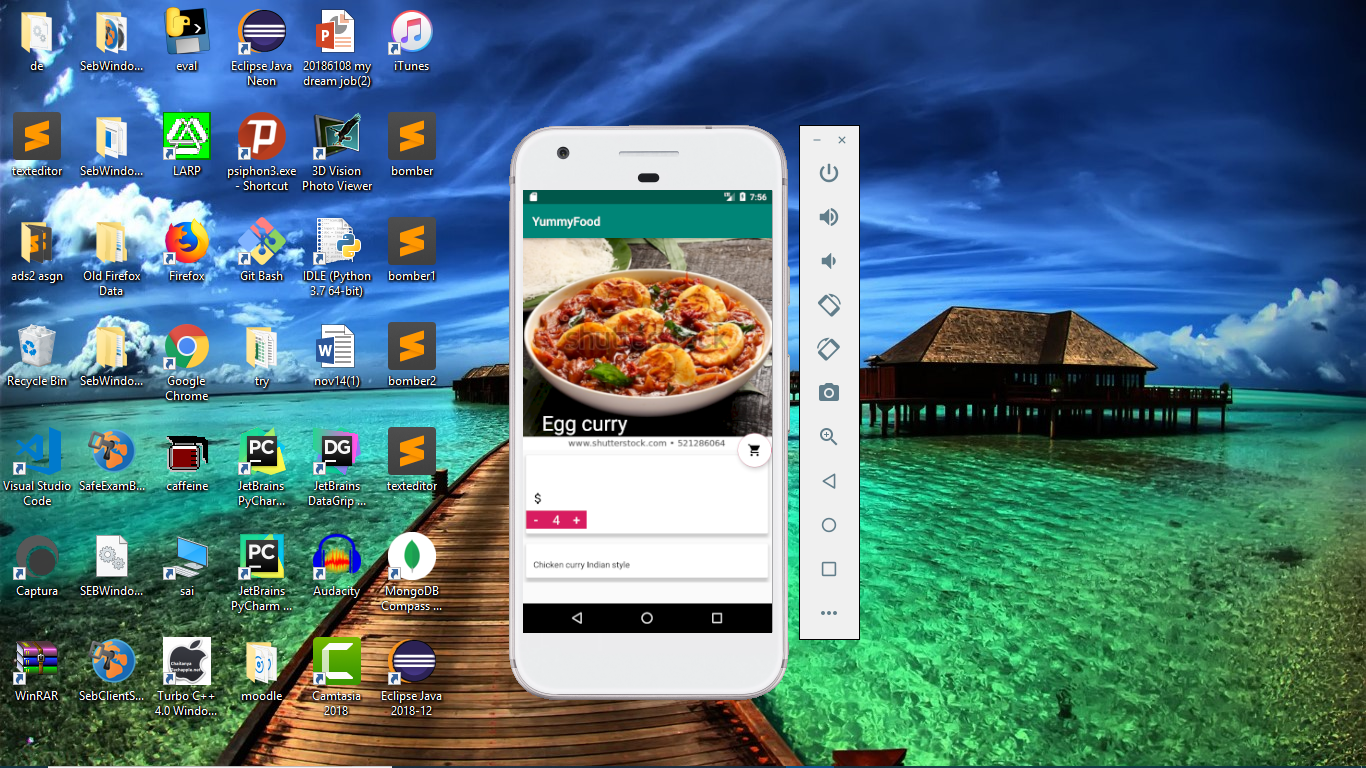 de
SebWindo...
eval
Eclipse Java
Neon
20186108 my
dream job(2)
iTunes
texteditor
SebWindo...
LARP
psiphon3.exe
- Shortcut
3D Vision
Photo Viewer
bomber
ads2 asgn
Old Firefox
Data
Firefox
Git Bash
IDLE (Python
3.7 64-bit)
bomber1
Recycle Bin
SebWindo...
Google
Chrome
try
nov14(1)
bomber2
Visual Studio
Code
SafeExamB...
caffeine
PC
JetBrains
PyChar...
DG
JetBrains
DataGrip ...
texteditor
Captura
SEBWindo...
sai
PC
JetBrains
PyCharm ...
Audacity
MongoDB
Compass ...
WinRAR
SebClientS...
Turbo C++
4.0 Windo...
moodle
Camtasia
2018
Eclipse Java
2018-12
7:56
YummyFood
shutterstock
Egg curry
www.shutterstock.com • 521286064
$
- 4 +
Chicken curry Indian style